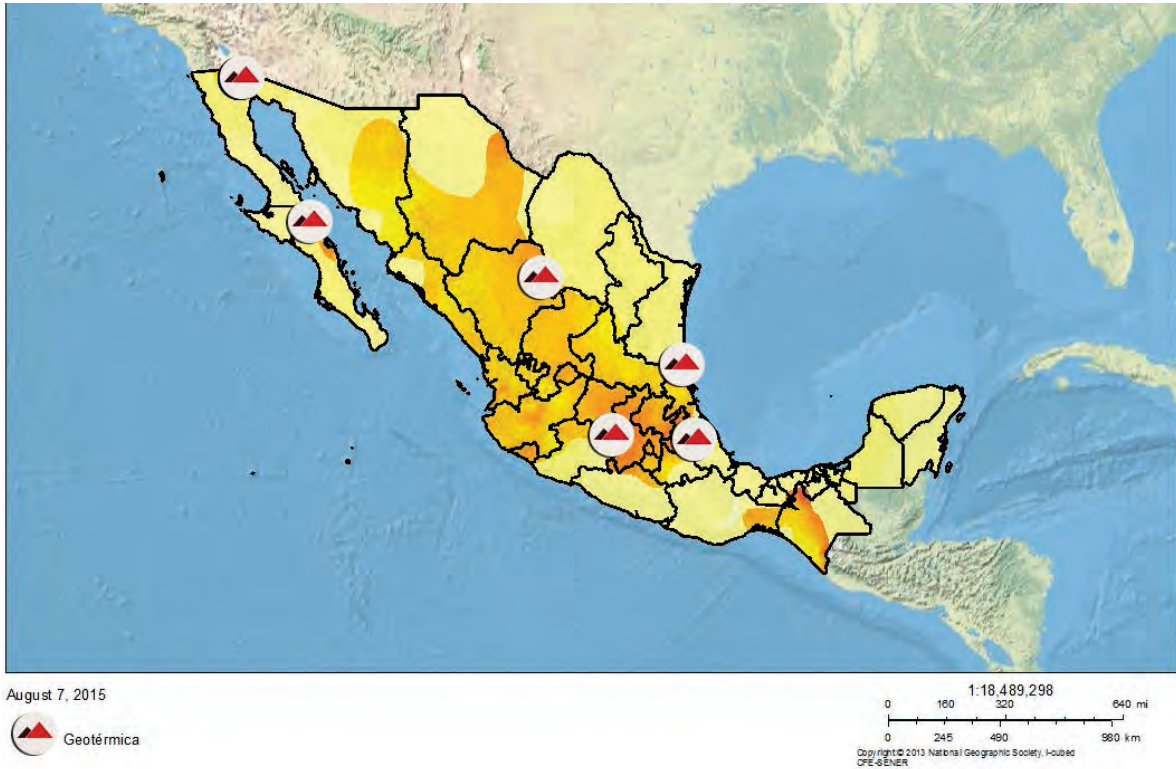 August 7, 2015
Geotérmica
1:18,489,298
0 160 320 640 mi
0 245 490 980 km
Copyright:© 2013 National Geographic Society, i-cubed
CFE-SENER